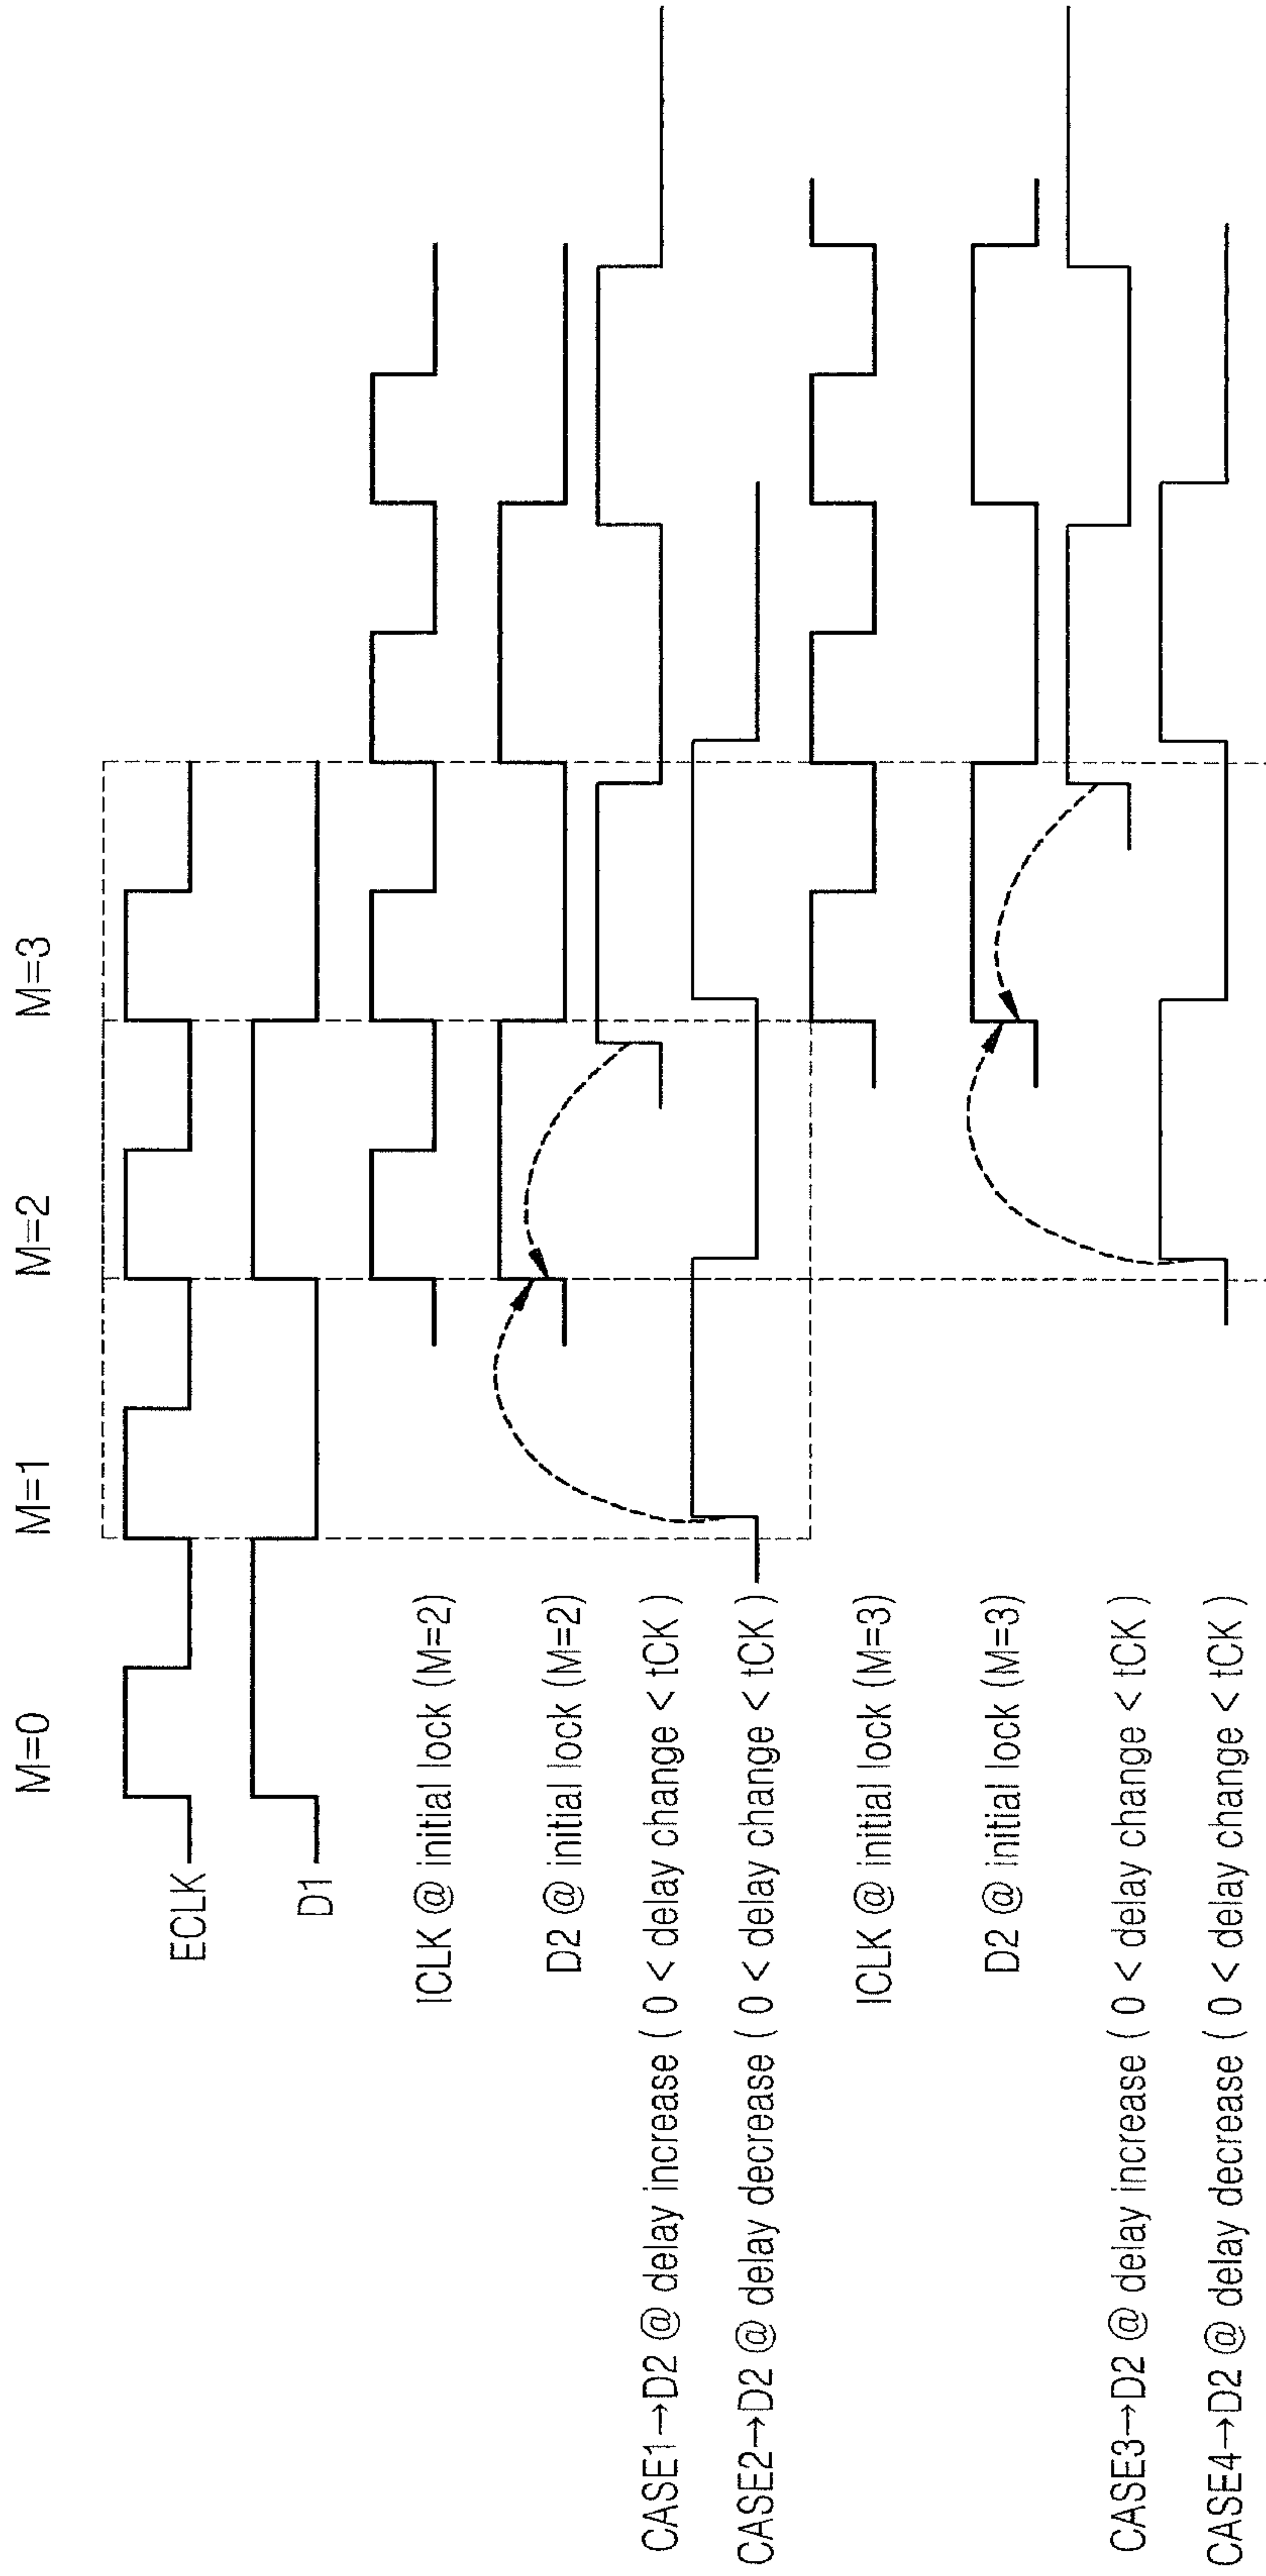 M=0
M=1
M=2
M=3
ECLK
D1
ICLK @ initial lock (M=2)
D2 @ initial lock (M=2)
CASE1→D2 @ delay increase ( 0 < delay change < tCK )
CASE2→D2 @ delay decrease ( 0 < delay change < tCK )
ICLK @ initial lock (M=3)
D2 @ initial lock (M=3)
CASE3→D2 @ delay increase ( 0 < delay change < tCK )
CASE4→D2 @ delay decrease ( 0 < delay change < tCK )